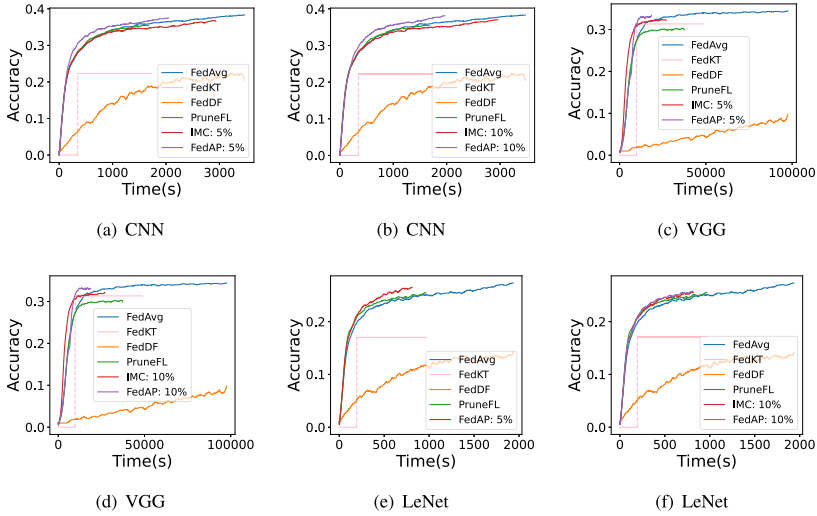 0.4
0.3
0.2
0.1
0.0
Accuracy
FedAvg
FedKT
FedDF
PruneFL
IMC: 5%
FedAP: 5%
0 1000 2000 3000
Time(s)
(a) CNN
0.4
0.3
0.2
0.1
0.0
Accuracy
FedAvg
FedKT
FedDF
PruneFL
IMC: 10%
FedAP: 10%
0 1000 2000 3000
Time(s)
(b) CNN
0.3
0.2
0.1
0.0
Accuracy
FedAvg
FedKT
FedDF
PruneFL
IMC: 5%
FedAP: 5%
0 50000 100000
Time(s)
(c) VGG
0.3
0.2
0.1
0.0
Accuracy
FedAvg
FedKT
FedDF
PruneFL
IMC: 10%
FedAP: 10%
0 50000 100000
Time(s)
(d) VGG
0.2
0.1
0.0
Accuracy
FedAvg
FedKT
FedDF
PruneFL
FedAP: 5%
0 500 1000 1500 2000
Time(s)
(e) LeNet
0.2
0.1
0.0
Accuracy
FedAvg
FedKT
FedDF
PruneFL
IMC: 10%
FedAP: 10%
0 500 1000 1500 2000
Time(s)
(f) LeNet